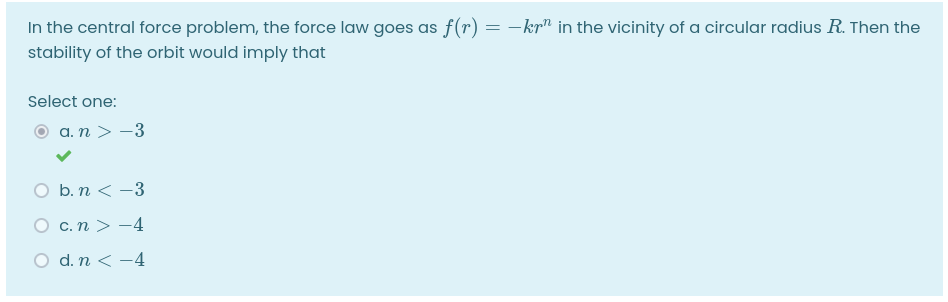 In the central force problem, the force law goes as f(r) = −krⁿ in the vicinity of a circular radius R. Then the
stability of the orbit would imply that
Select one:
a. n > −3
b. n < −3
c. n > −4
d. n < −4